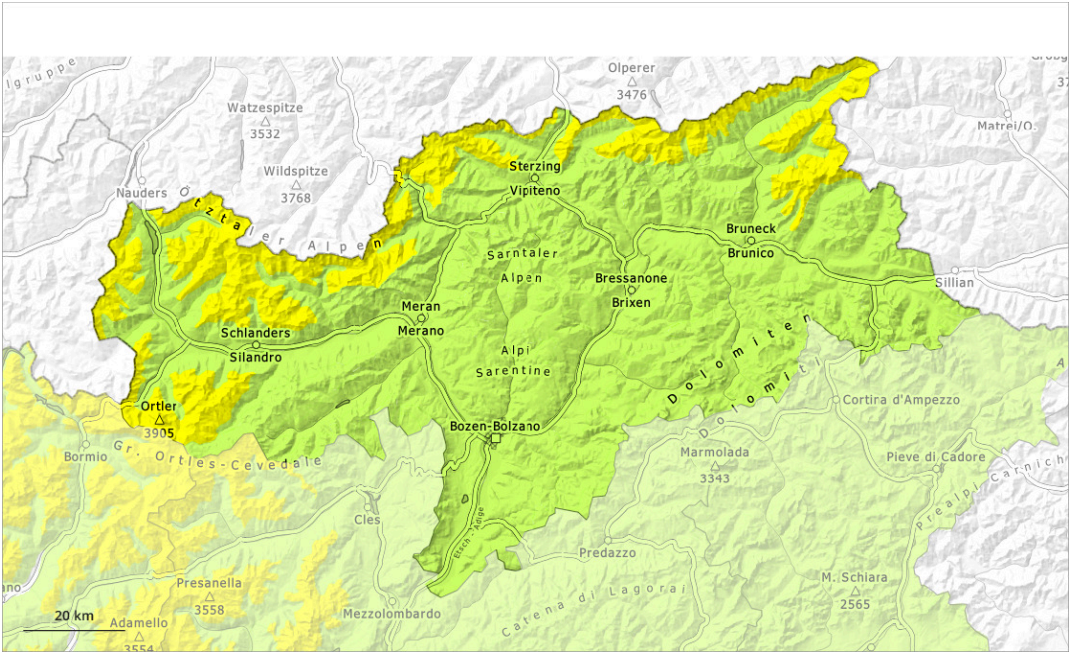 lgruppe
Olperer
3476
Watzespitze
3532
Matrei/O.
Wildspitze
3768
Nauders
Sterzing
Vipiteno
Ötztaler Alpen
Bruneck
Brunico
Sarntaler
Alpen
Bressanone
Brixen
Sillian
Meran
Merano
Schlanders
Silandro
Alpi
Sarentine
Dolomiten
Dolomiti
Ortler
3905
Cortina d'Ampezzo
Bozen-Bolzano
Gr. Ortles-Cevedale
Bormio
Marmolada
3343
Pieve di Cadore
Prealpi Carnich
Cles
Etsch - Adige
Predazzo
Presanella
3558
M. Schiara
2565
Catena di Lagorai
Mezzolombardo
ano
20 km
Adamello
3554